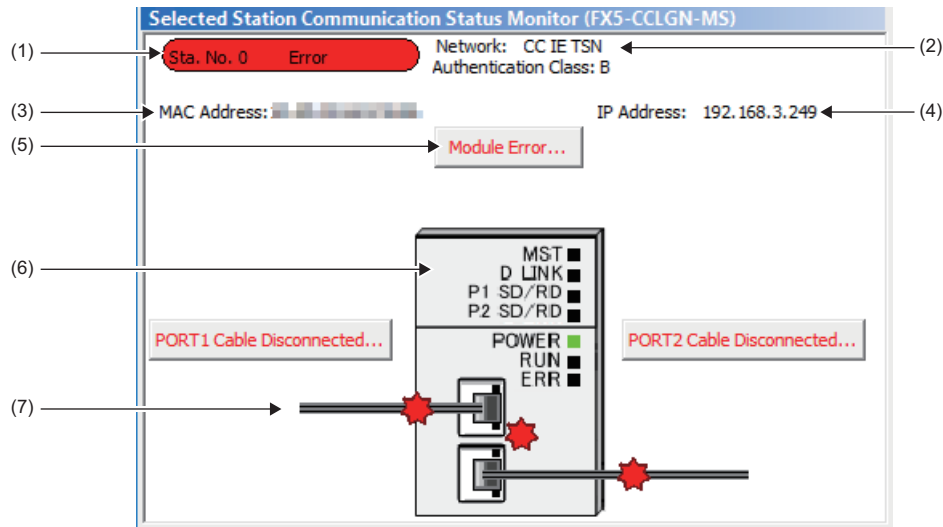 Selected Station Communication Status Monitor (FX5-CCLGN-MS)
(1)
Sta. No. 0 Error
Network: CC IE TSN
(2)
Authentication Class: B
(3)
MAC Address:
IP Address: 192.168.3.249
(4)
(5)
Module Error...
(6)
MST
D LINK
P1 SD/RD
P2 SD/RD
PORT1 Cable Disconnected...
POWER
PORT2 Cable Disconnected...
RUN
ERR
(7)